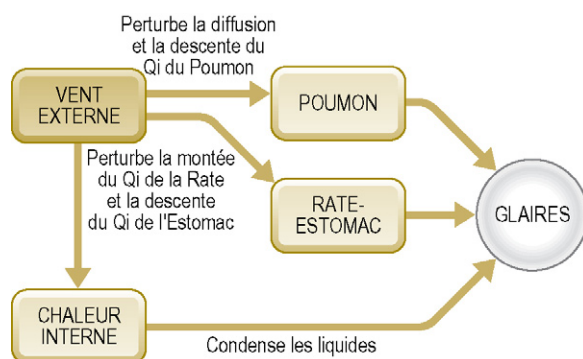 Perturbe la diffusion
et la descente du
Qi du Poumon
VENT
EXTERNE
POUMON
Perturbe la montée
du Qi de la Rate
et la descente
du Qi de l'Estomac
RATE-
ESTOMAC
GLAIRES
CHALEUR
INTERNE
Condense les liquides